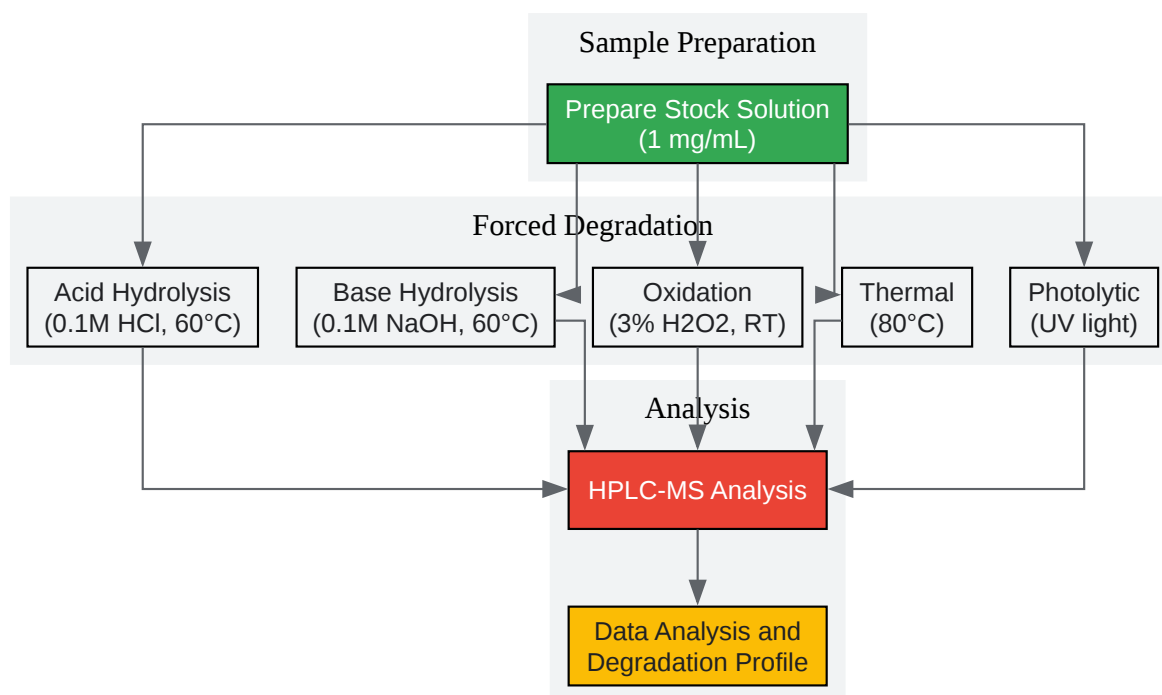 Sample Preparation
Prepare Stock Solution
(1 mg/mL)
Forced Degradation
Acid Hydrolysis
(0.1M HCl, 60°C)
Base Hydrolysis
(0.1M NaOH, 60°C)
Oxidation
(3% H2O2, RT)
Thermal
(80°C)
Photolytic
(UV light)
Analysis
HPLC-MS Analysis
Data Analysis and
Degradation Profile